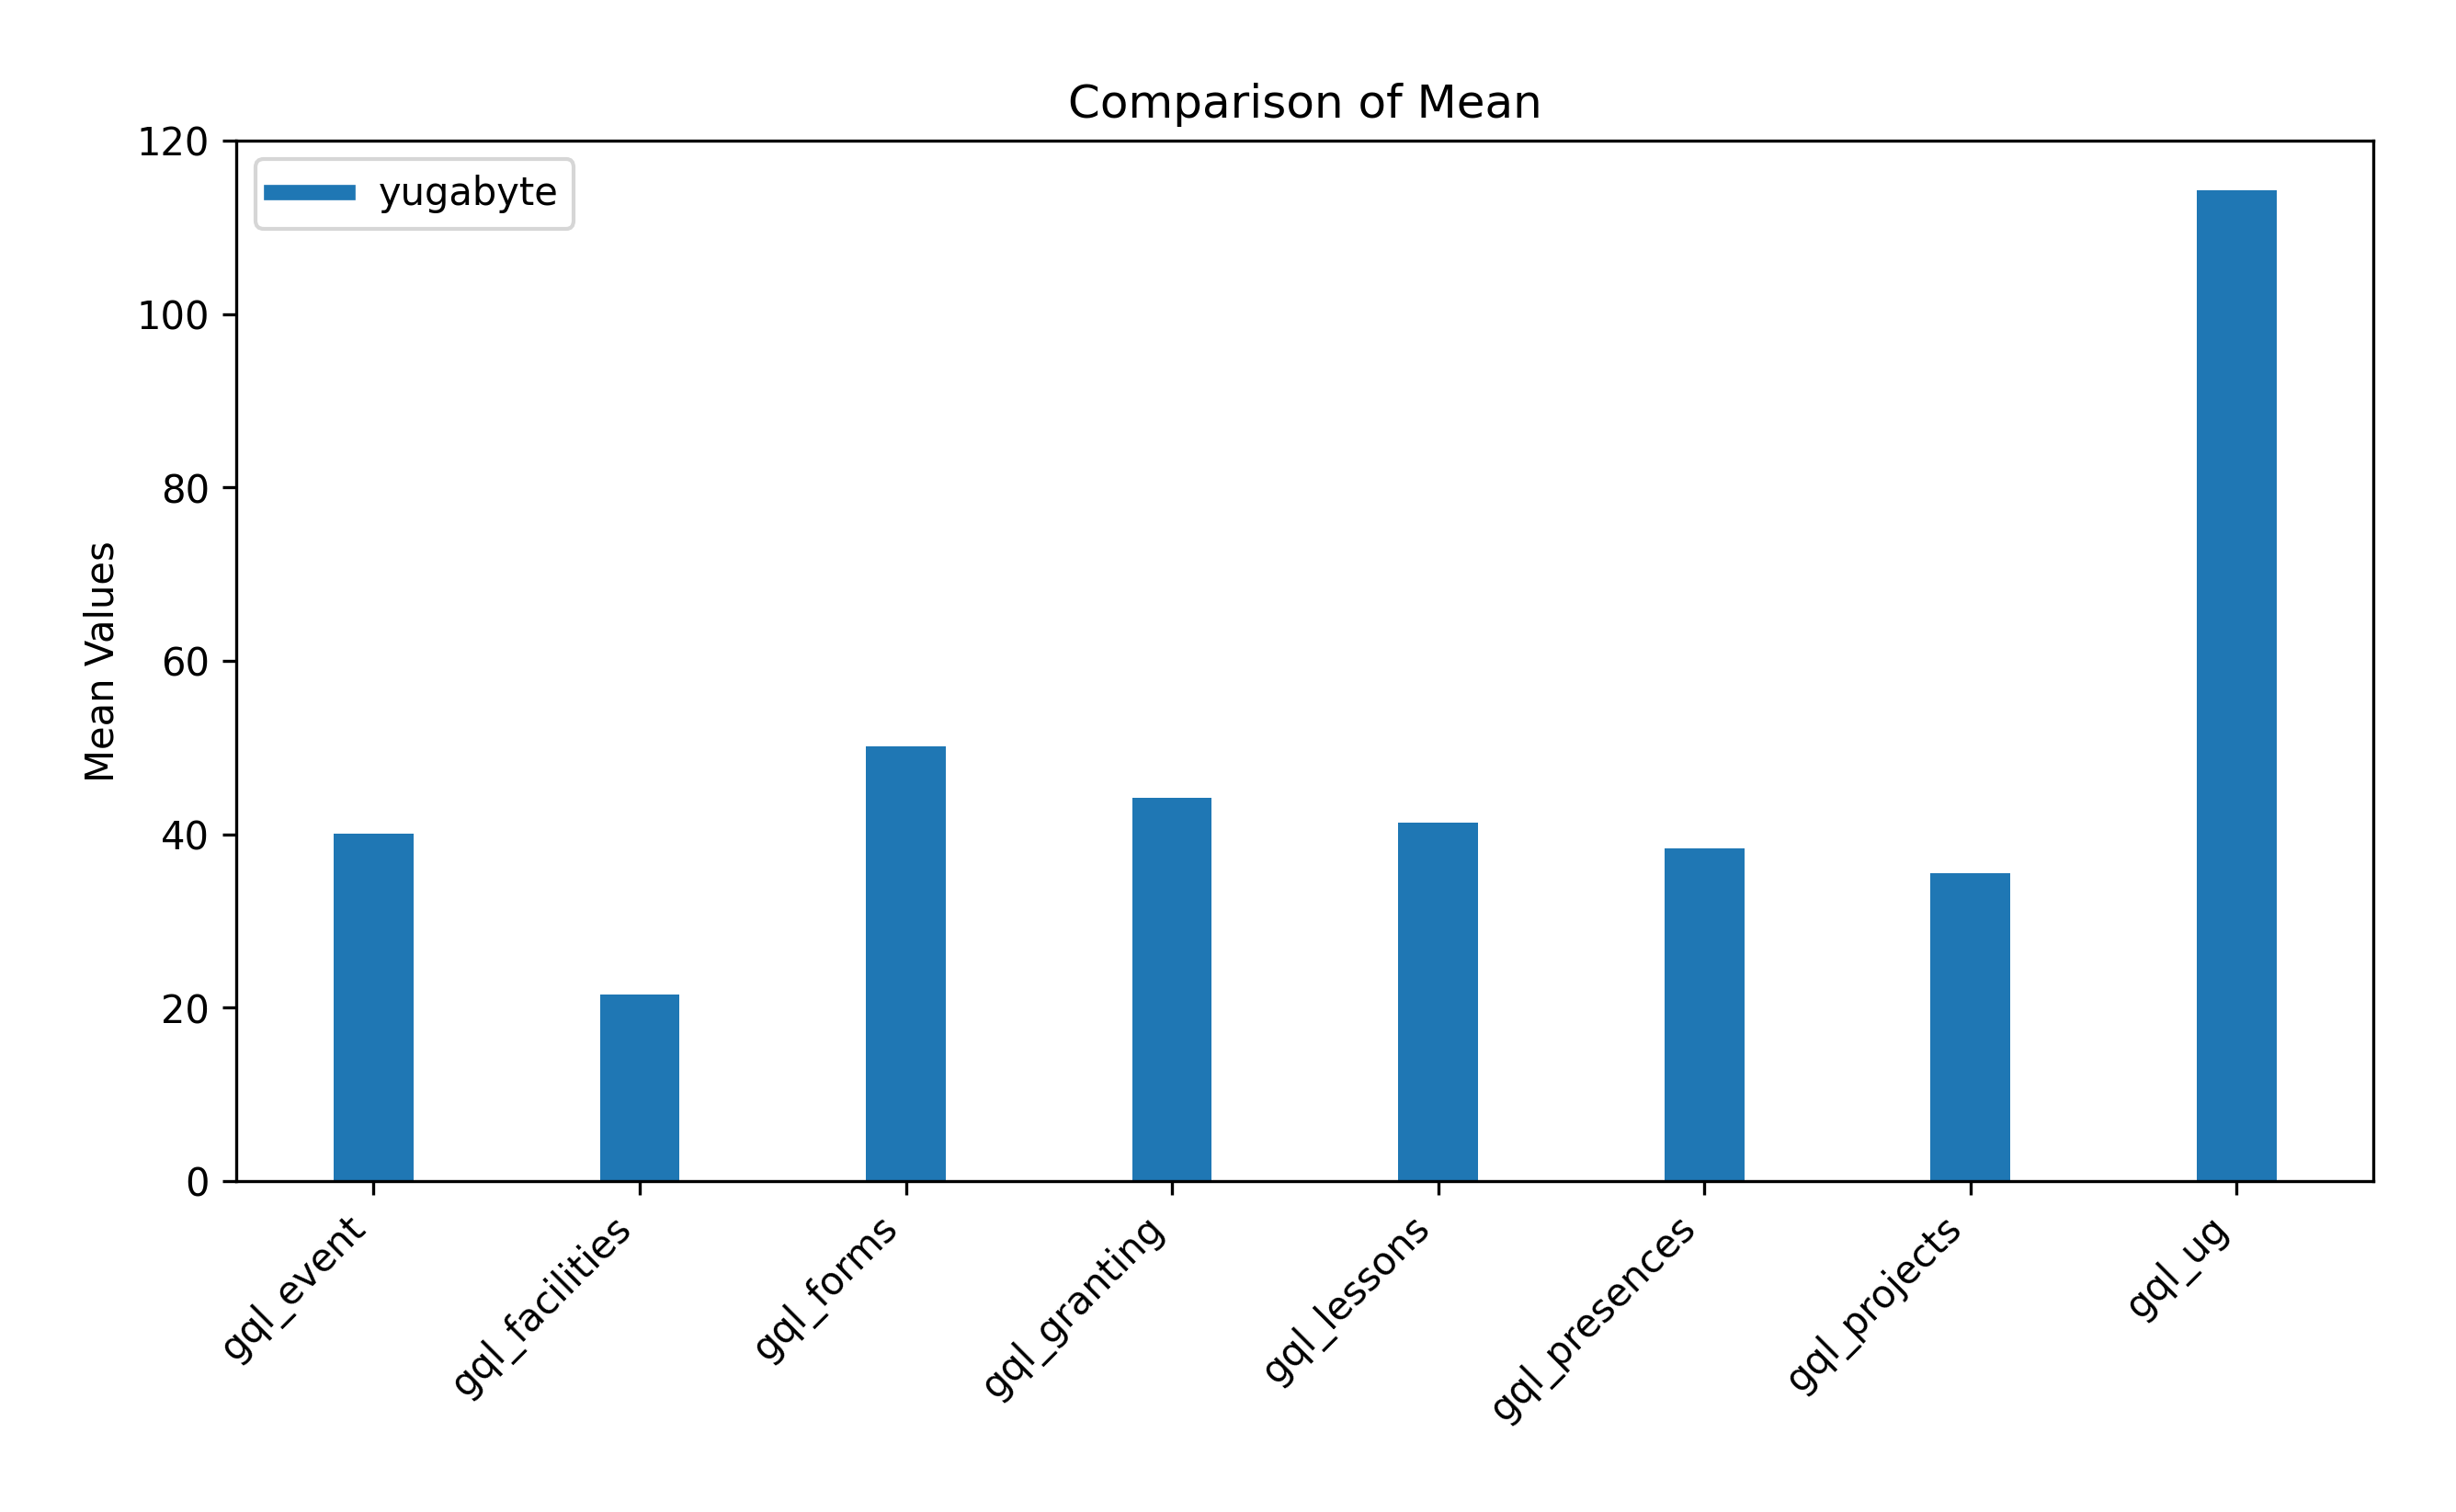 Comparison of Mean
yugabyte
Mean Values
120
100
80
60
40
20
0
gql_event
gql_facilities
gql_forms
gql_granting
gql_lessons
gql_presences
gql_projects
gql_ug